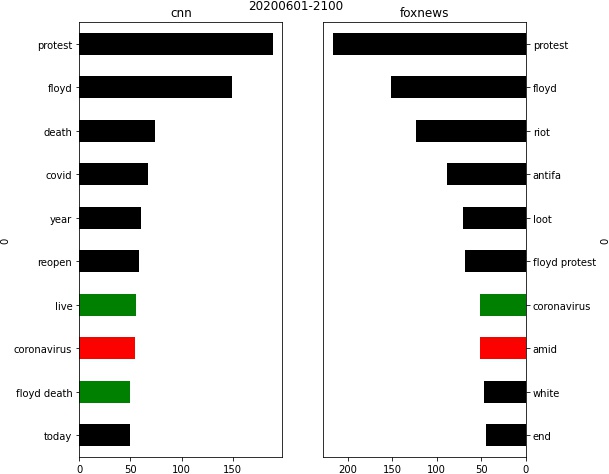 20200601-2100
cnn
foxnews
protest
floyd
death
covid
year
reopen
live
coronavirus
floyd death
today
0
0 50 100 150
protest
floyd
riot
antifa
loot
floyd protest
coronavirus
amid
white
end
0
200 150 100 50 0